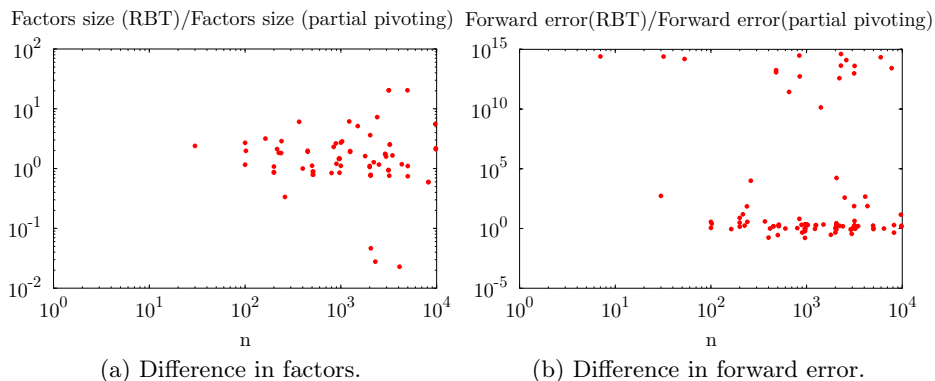 Factors size (RBT)/Factors size (partial pivoting)
10^2
10^1
10^0
10^-1
10^-2
10^0 10^1 10^2 10^3 10^4
n
(a) Difference in factors.
Forward error(RBT)/Forward error(partial pivoting)
10^15
10^10
10^5
10^0
10^-5
10^0 10^1 10^2 10^3 10^4
n
(b) Difference in forward error.